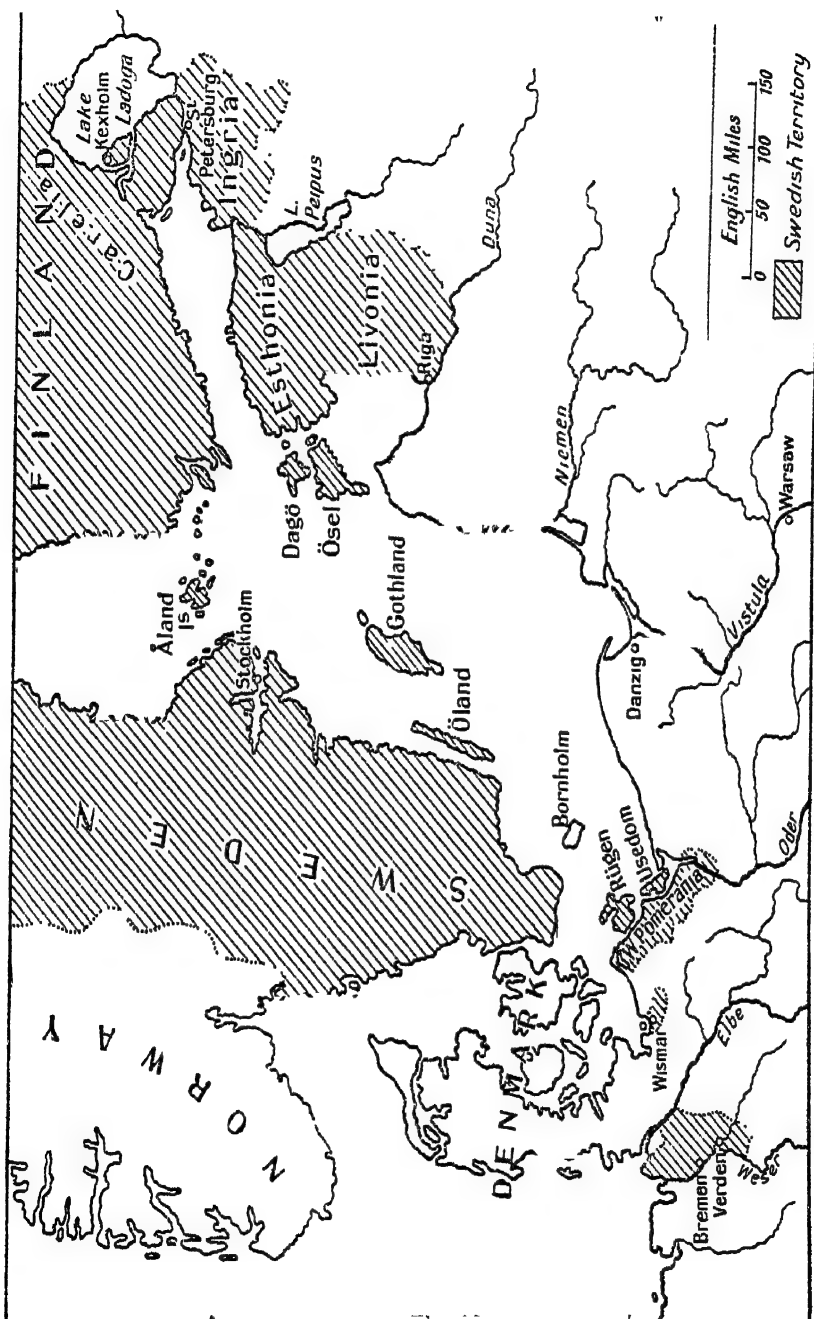 FINLAND
Carelia
Lake
Kexholm
Ladoga
St.
Petersburg
Ingria
L.
Peipus
Esthonia
Livonia
Riga
Duna
Dagö
Ösel
Åland
Is
Stockholm
Gothland
Öland
SWEDEN
NORWAY
DENMARK
Bornholm
Rügen
Usedom
W Pomerania
Wismar
Bremen
Verden
Weser
Elbe
Oder
Danzig
Vistula
Warsaw
Niemen
English Miles
0 50 100 150
Swedish Territory